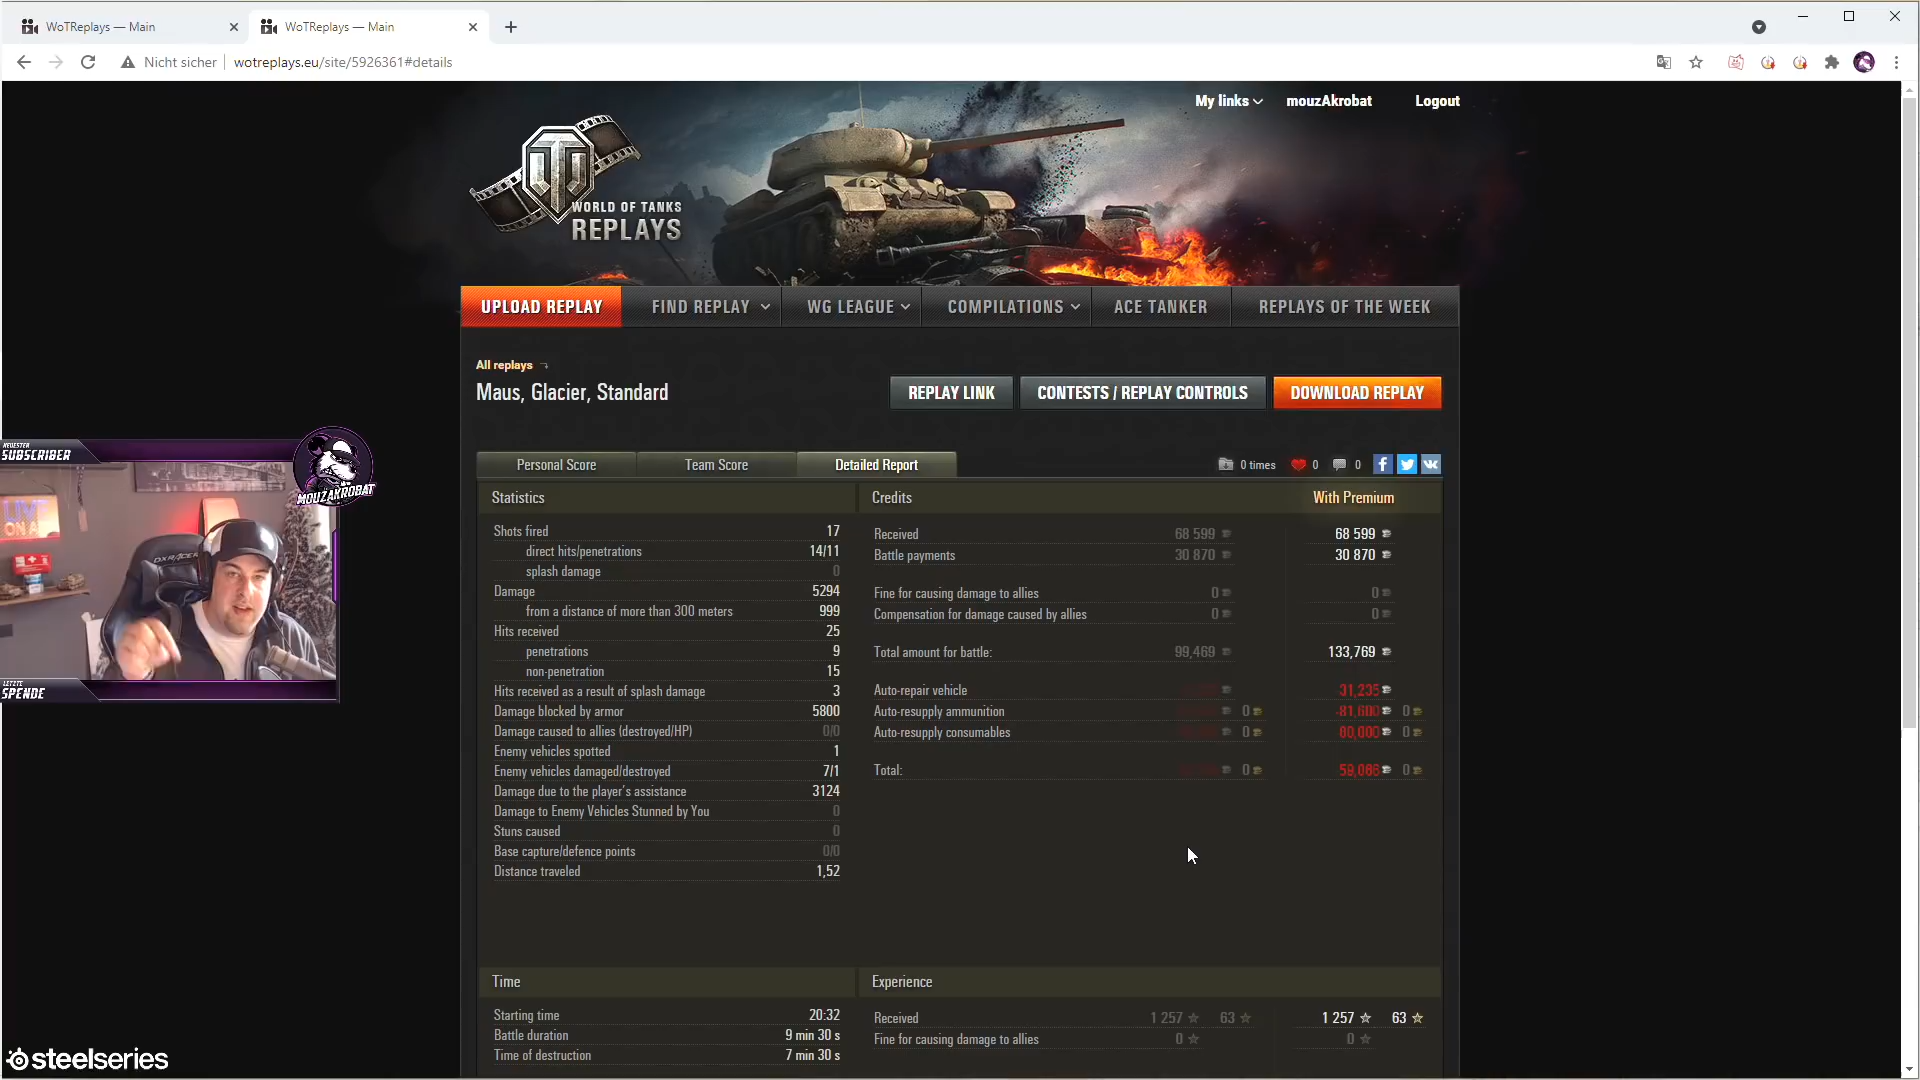 WoTReplays — Main
WoTReplays — Main
Nicht sicher
wotreplays.eu/site/5926361#details
My links
mouzAkrobat
Logout
WORLD OF TANKS
REPLAYS
UPLOAD REPLAY
FIND REPLAY
WG LEAGUE
COMPILATIONS
ACE TANKER
REPLAYS OF THE WEEK
All replays
Maus, Glacier, Standard
REPLAY LINK
CONTESTS / REPLAY CONTROLS
DOWNLOAD REPLAY
Personal Score
Team Score
Detailed Report
0 times
0
0
Statistics
Shots fired 17
direct hits/penetrations 14/11
splash damage 0
Damage 5294
from a distance of more than 300 meters 999
Hits received 25
penetrations 9
non-penetration 15
Hits received as a result of splash damage 3
Damage blocked by armor 5800
Damage caused to allies (destroyed/HP) 0/0
Enemy vehicles spotted 1
Enemy vehicles damaged/destroyed 7/1
Damage due to the player's assistance 3124
Damage to Enemy Vehicles Stunned by You 0
Stuns caused 0
Base capture/defence points 0/0
Distance traveled 1,52
Credits With Premium
Received 68 599 68 599
Battle payments 30 870 30 870
Fine for causing damage to allies 0 0
Compensation for damage caused by allies 0 0
Total amount for battle: 99,469 133,769
Auto-repair vehicle 31,235
Auto-resupply ammunition 0 -81,600 0
Auto-resupply consumables 0 60,000 0
Total: 0 0
Time
Starting time 20:32
Battle duration 9 min 30 s
Time of destruction 7 min 30 s
Experience
Received 1 257 63 1 257 63
Fine for causing damage to allies 0 0
NEUESTER
SUBSCRIBER
MOUZAKROBAT
LIVE
ON A
DXRACER
LETZTE
SPENDE
steelseries